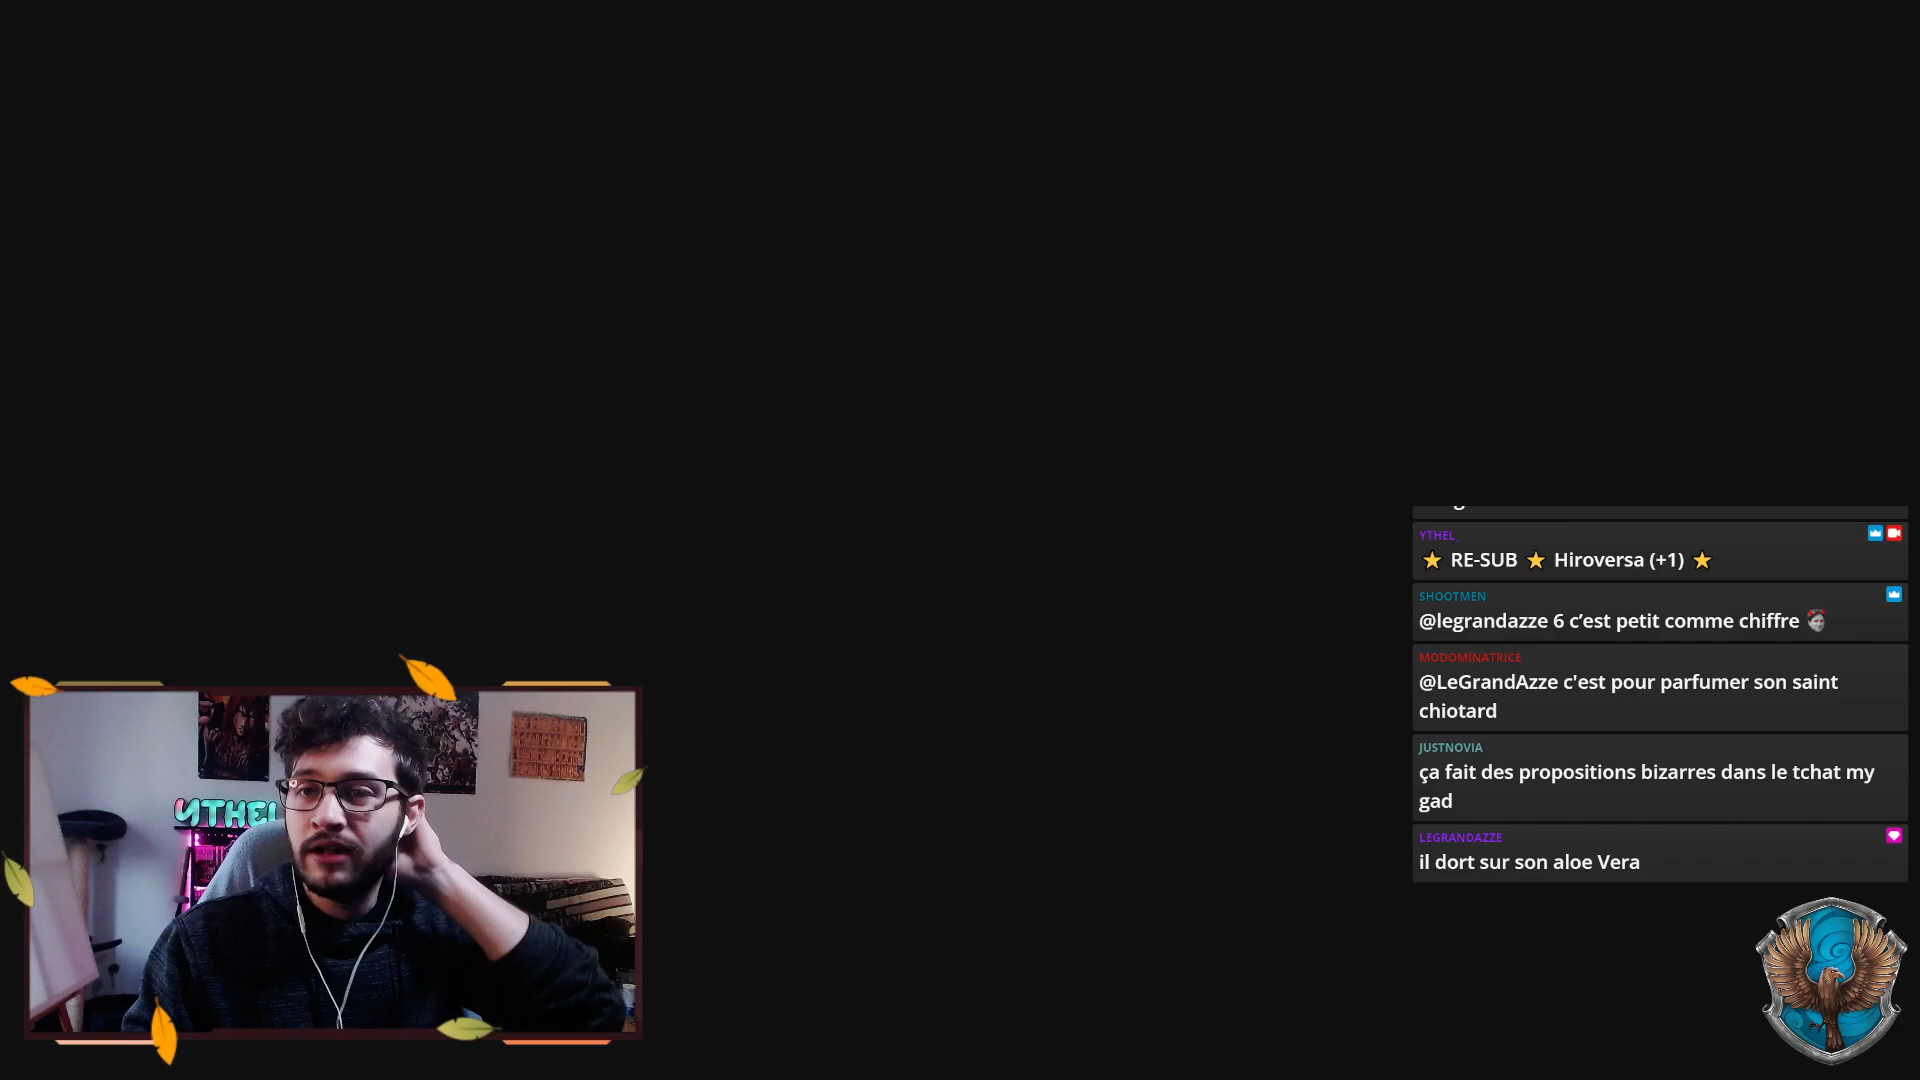 YTHEL_
RE-SUB Hiroversa (+1)
SHOOTMEN
@legrandazze 6 c’est petit comme chiffre
MODOMINATRICE
@LeGrandAzze c'est pour parfumer son saint
chiotard
JUSTNOVIA
ça fait des propositions bizarres dans le tchat my
gad
LEGRANDAZZE
il dort sur son aloe Vera
YTHEL